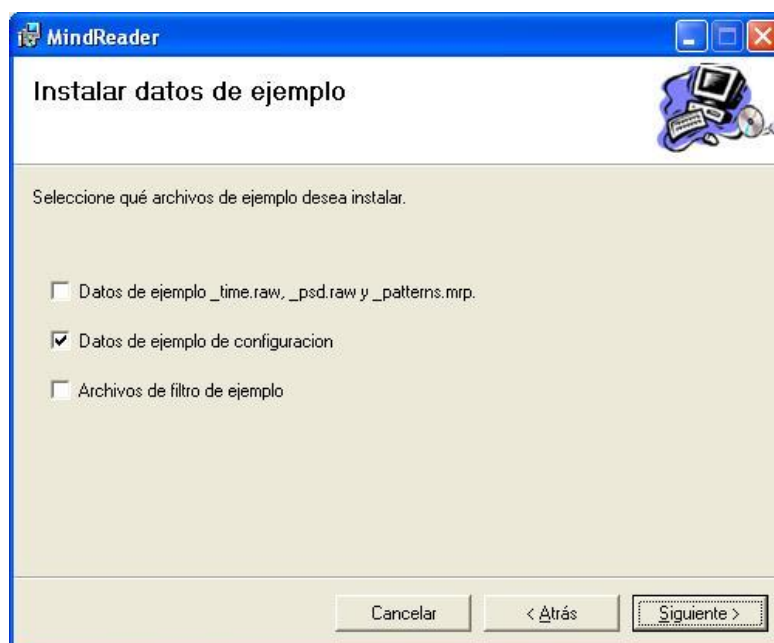 MindReader
Instalar datos de ejemplo
Seleccione qué archivos de ejemplo desea instalar.
Datos de ejemplo _time.raw, _psd.raw y _patterns.mrp.
Datos de ejemplo de configuracion
Archivos de filtro de ejemplo
Cancelar
< Atrás
Siguiente >